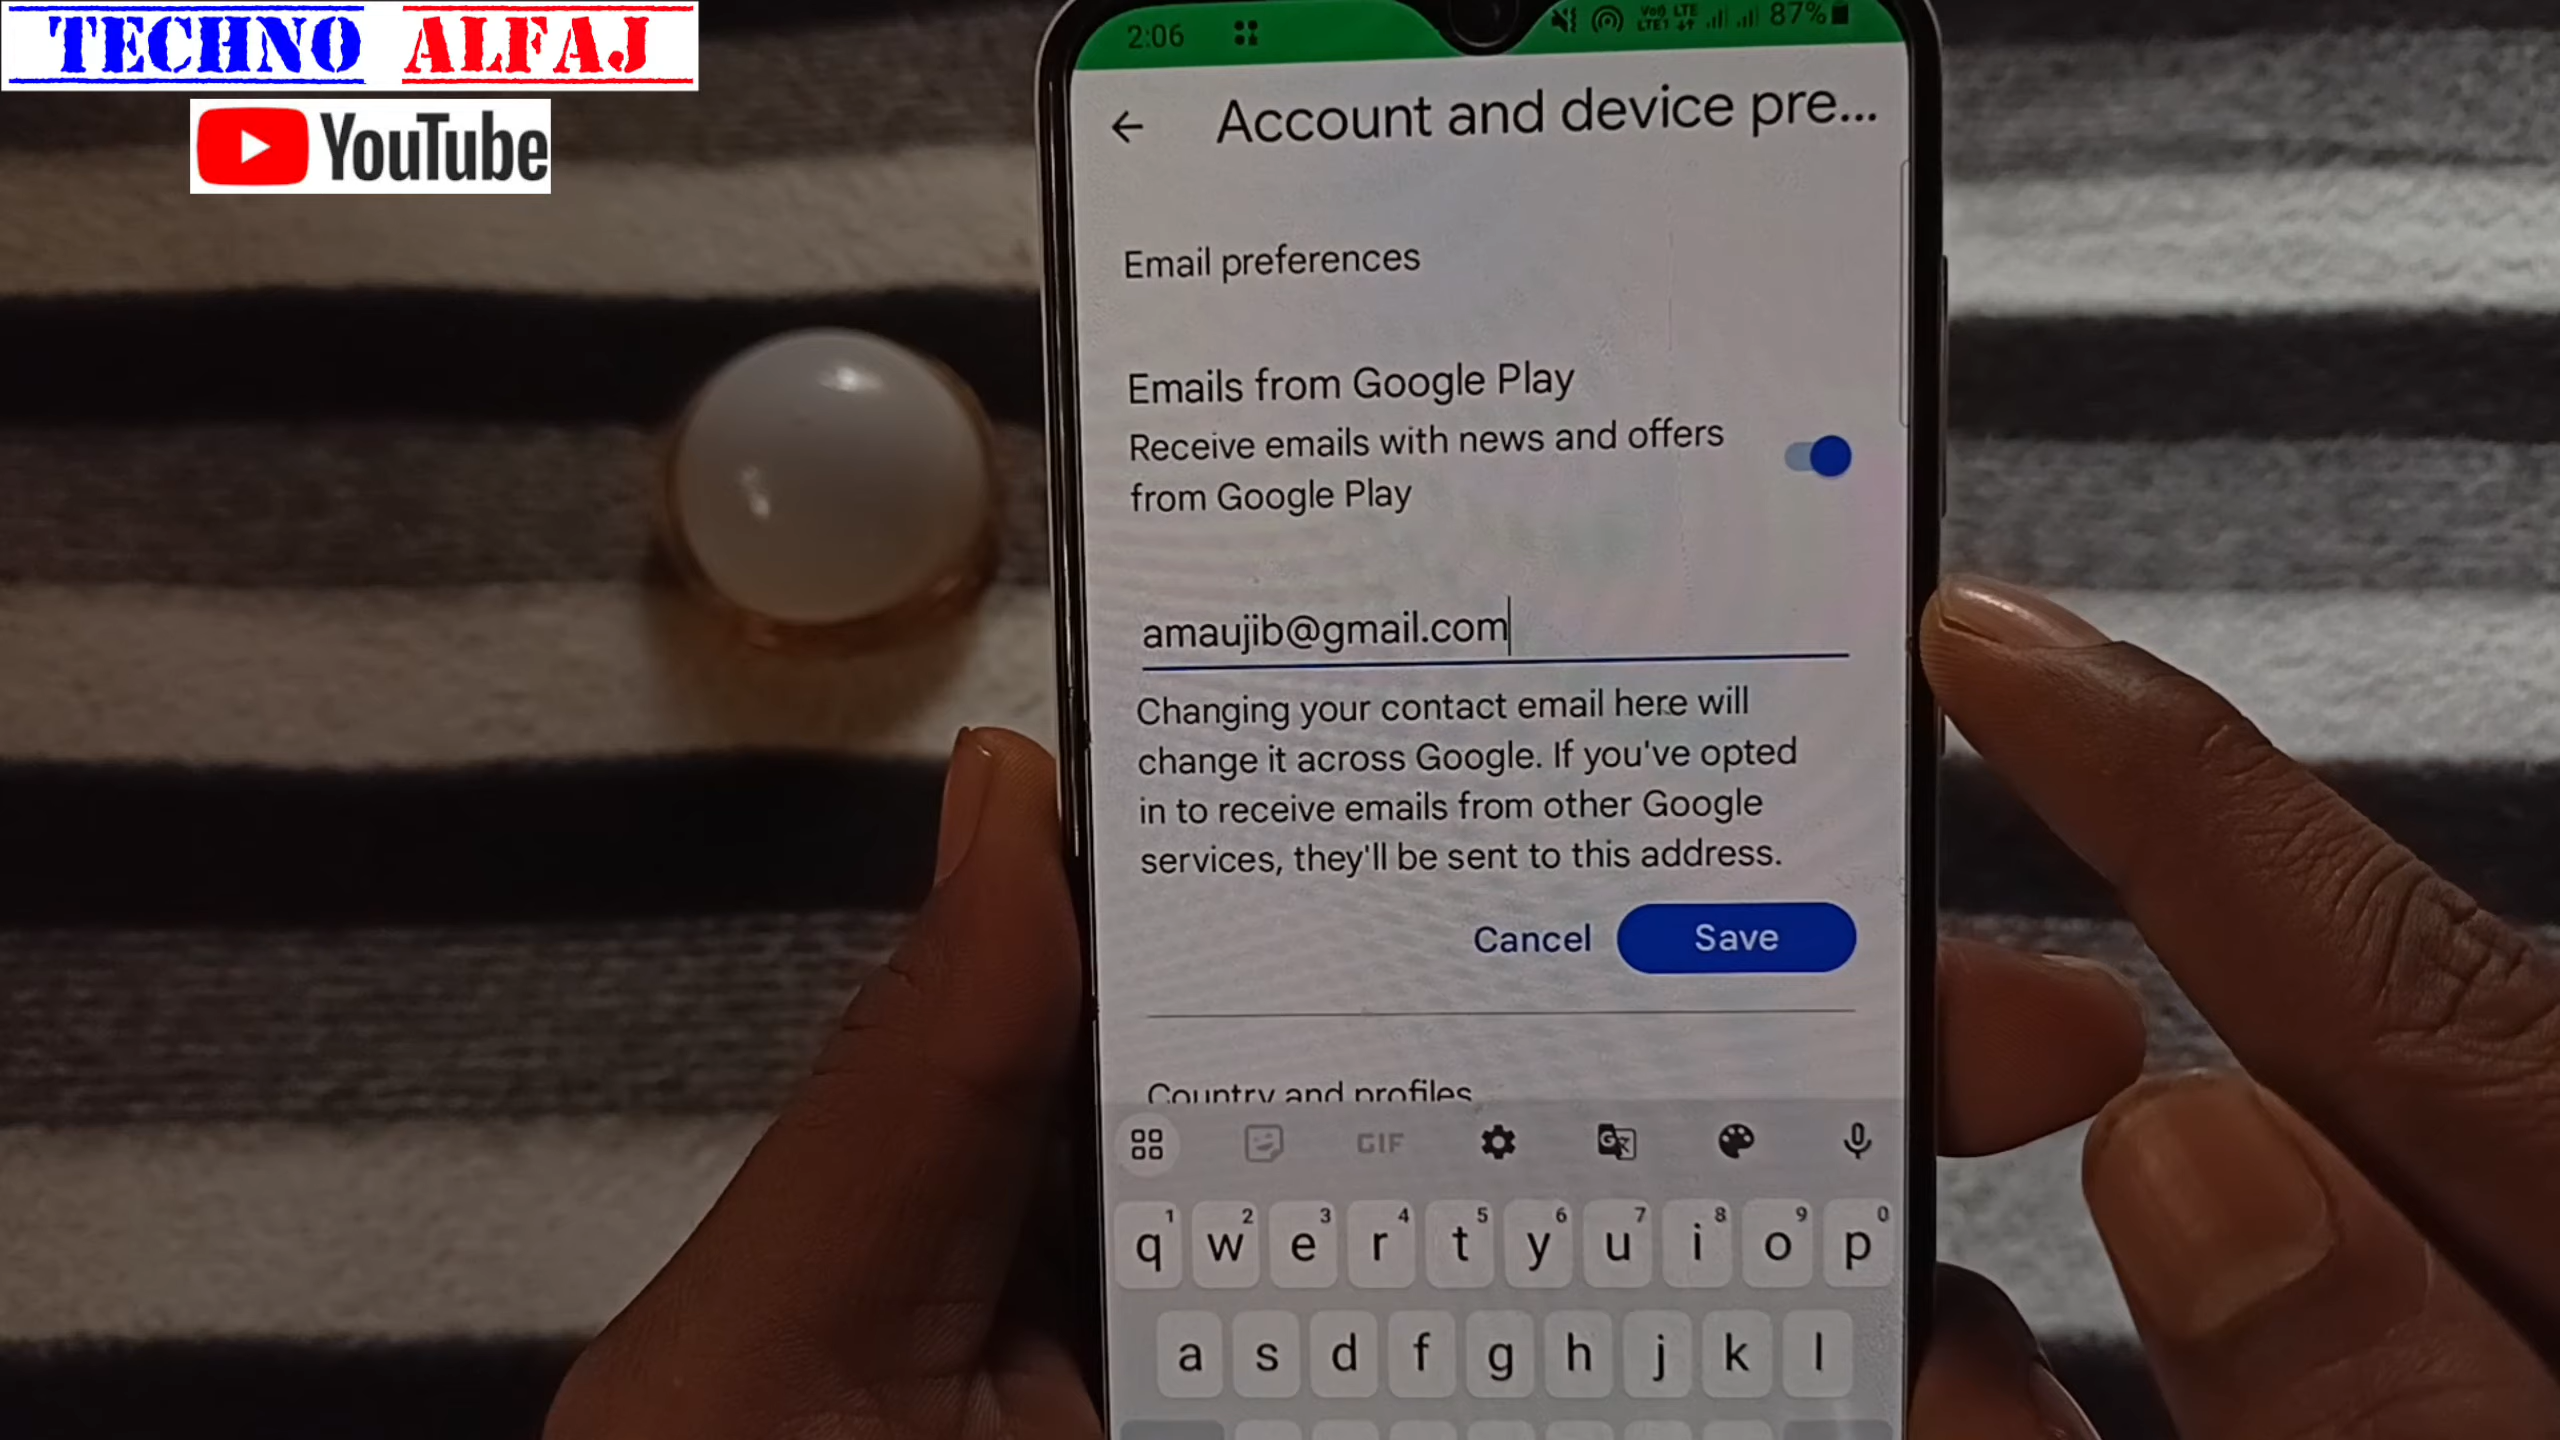 TECHNO ALFAJ
YouTube
2:06
Vo0 LTE
LTE1
87%
Account and device pre...
Email preferences
Emails from Google Play
Receive emails with news and offers
from Google Play
amaujib@gmail.com
Changing your contact email here will
change it across Google. If you've opted
in to receive emails from other Google
services, they'll be sent to this address.
Cancel Save
Country and profiles
GIF
1 2 3 4 5 6 7 8 9 0
q w e r t y u i o p
a s d f g h j k l